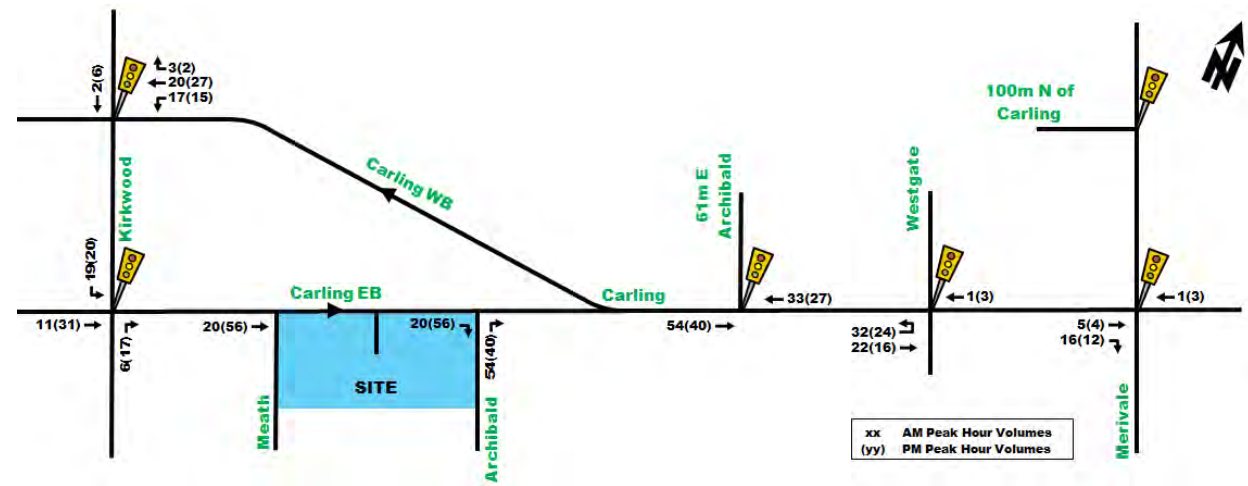 3(2)
20(27)
17(15)
2(6)
N
100m N of
Carling
Kirkwood
Carling WB
61m E
Archibald
Westgate
19(20)
Carling EB
Carling
33(27)
1(3)
1(3)
11(31)
20(56)
20(56)
54(40)
32(24)
22(16)
5(4)
16(12)
6(17)
54(40)
SITE
Meath
Archibald
Merivale
xx AM Peak Hour Volumes
(yy) PM Peak Hour Volumes